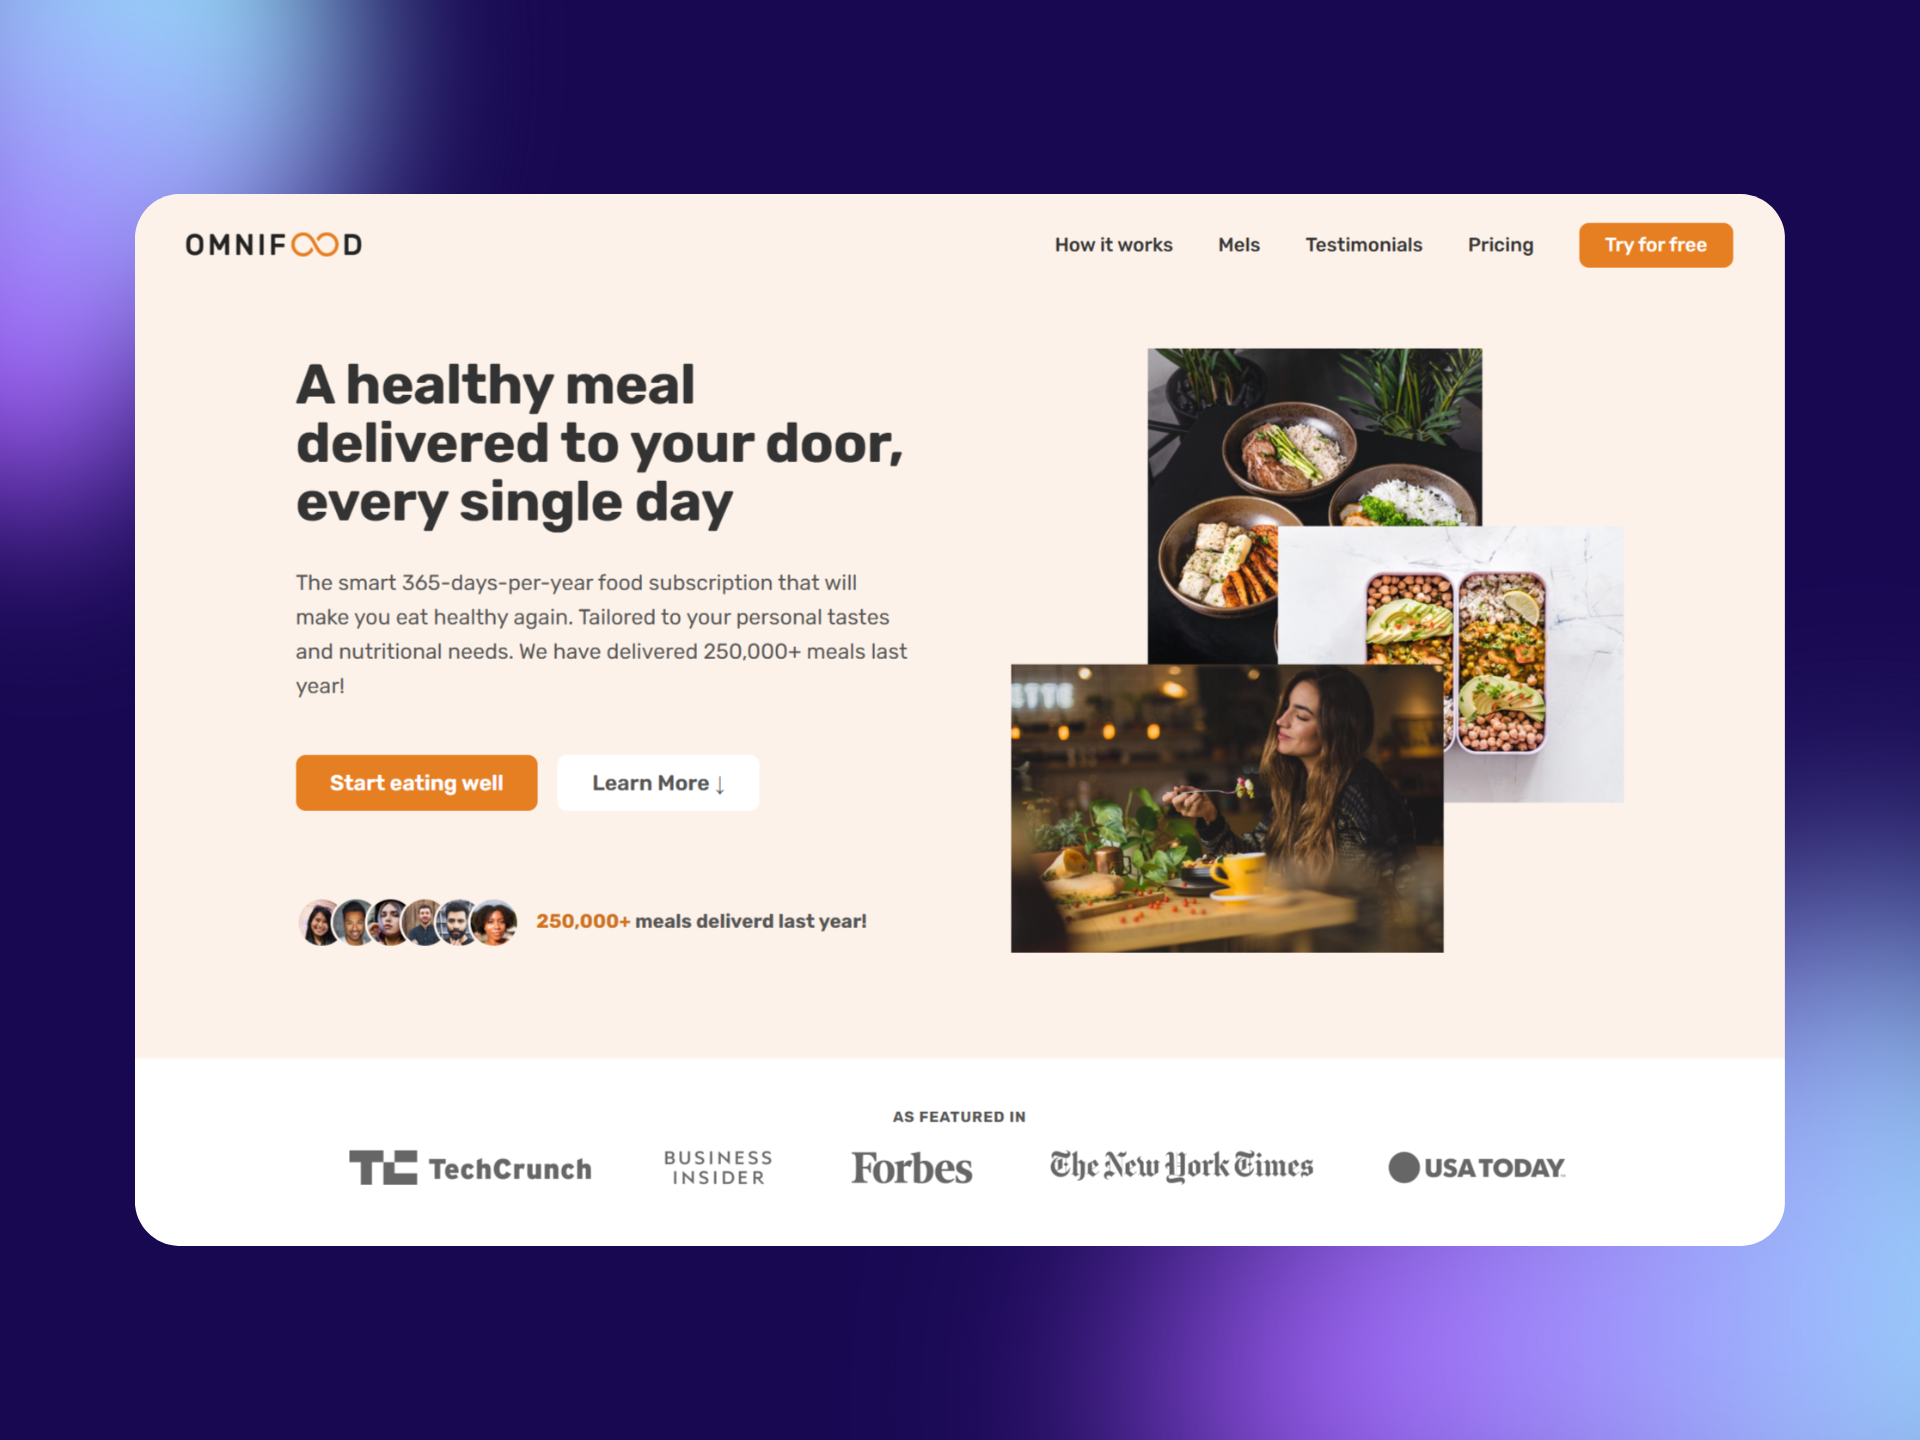 OMNIFOOD
How it works Mels Testimonials Pricing Try for free
A healthy meal
delivered to your door,
every single day
The smart 365-days-per-year food subscription that will
make you eat healthy again. Tailored to your personal tastes
and nutritional needs. We have delivered 250,000+ meals last
year!
Start eating well Learn More ↓
250,000+ meals deliverd last year!
AS FEATURED IN
TC TechCrunch
BUSINESS
INSIDER
Forbes
The New York Times
USA TODAY